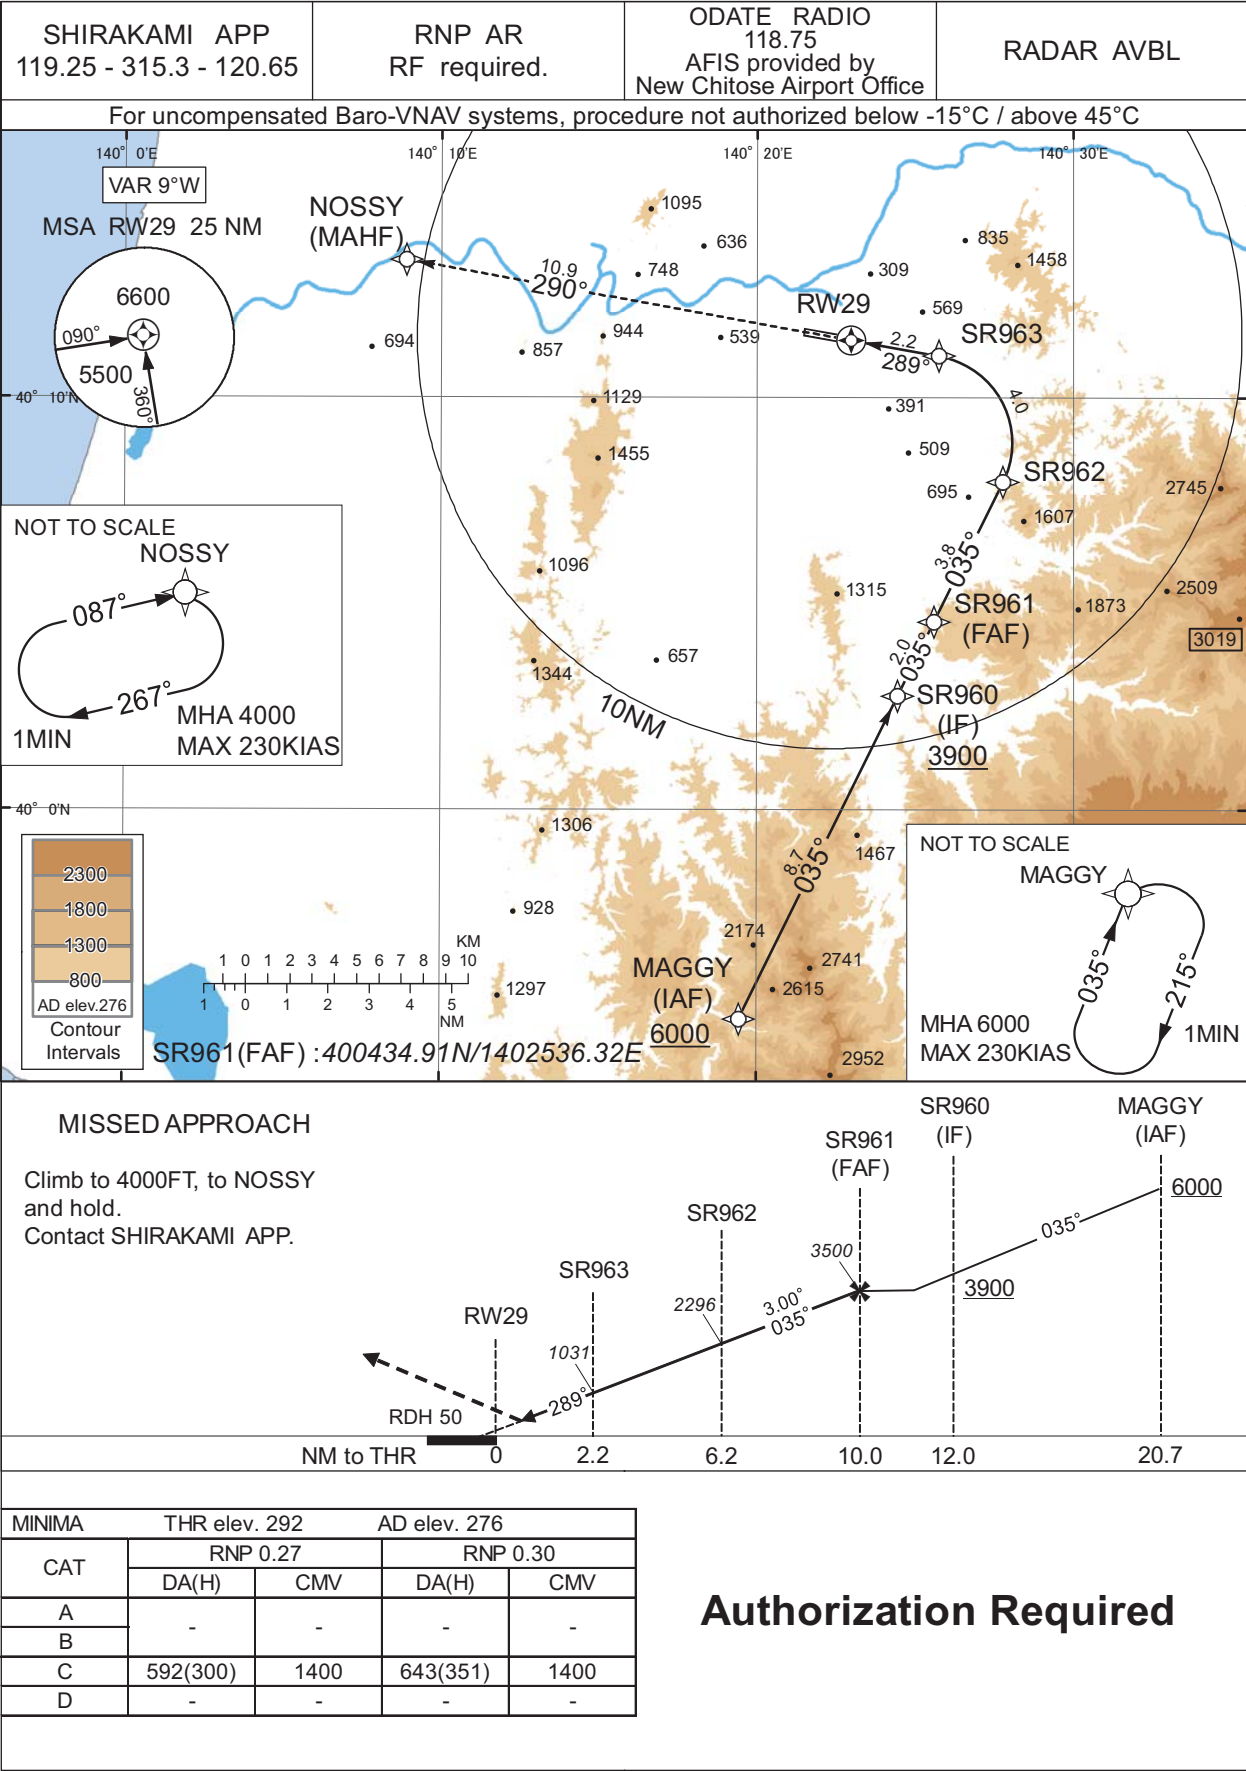 SHIRAKAMI APP
119.25 - 315.3 - 120.65
RNP AR
RF required.
ODATE RADIO
118.75
AFIS provided by
New Chitose Airport Office
RADAR AVBL
For uncompensated Baro-VNAV systems, procedure not authorized below -15°C / above 45°C
140° 0'E
140° 10'E
140° 20'E
140° 30'E
VAR 9°W
MSA RW29 25 NM
6600
090°
5500
360°
40° 10'N
NOSSY
(MAHF)
10.9
290°
1095
636
748
835
1458
309
569
RW29
SR963
2.2
289°
4.0
694
857
944
539
1129
391
1455
509
SR962
695
2745
1607
1096
3.8
035°
1315
2509
SR961
(FAF)
1873
3019
657
2.0
035°
1344
SR960
(IF)
3900
10NM
NOT TO SCALE
NOSSY
087°
267°
1MIN
MHA 4000
MAX 230KIAS
40° 0'N
1306
8.7
035°
1467
2300
1800
1300
800
AD elev.276
Contour
Intervals
928
2174
2741
2615
1297
2952
KM
1 0 1 2 3 4 5 6 7 8 9 10
1 0 1 2 3 4 5
NM
MAGGY
(IAF)
6000
SR961(FAF) :400434.91N/1402536.32E
NOT TO SCALE
MAGGY
035°
215°
MHA 6000
MAX 230KIAS
1MIN
MISSED APPROACH
Climb to 4000FT, to NOSSY
and hold.
Contact SHIRAKAMI APP.
SR960
(IF)
MAGGY
(IAF)
SR961
(FAF)
SR962
SR963
RW29
6000
035°
3500
3900
3.00°
035°
2296
1031
289°
RDH 50
NM to THR 0 2.2 6.2 10.0 12.0 20.7
MINIMA THR elev. 292 AD elev. 276
CAT RNP 0.27 RNP 0.30
DA(H) CMV DA(H) CMV
A
- - - -
B
C 592(300) 1400 643(351) 1400
D - - - -
Authorization Required